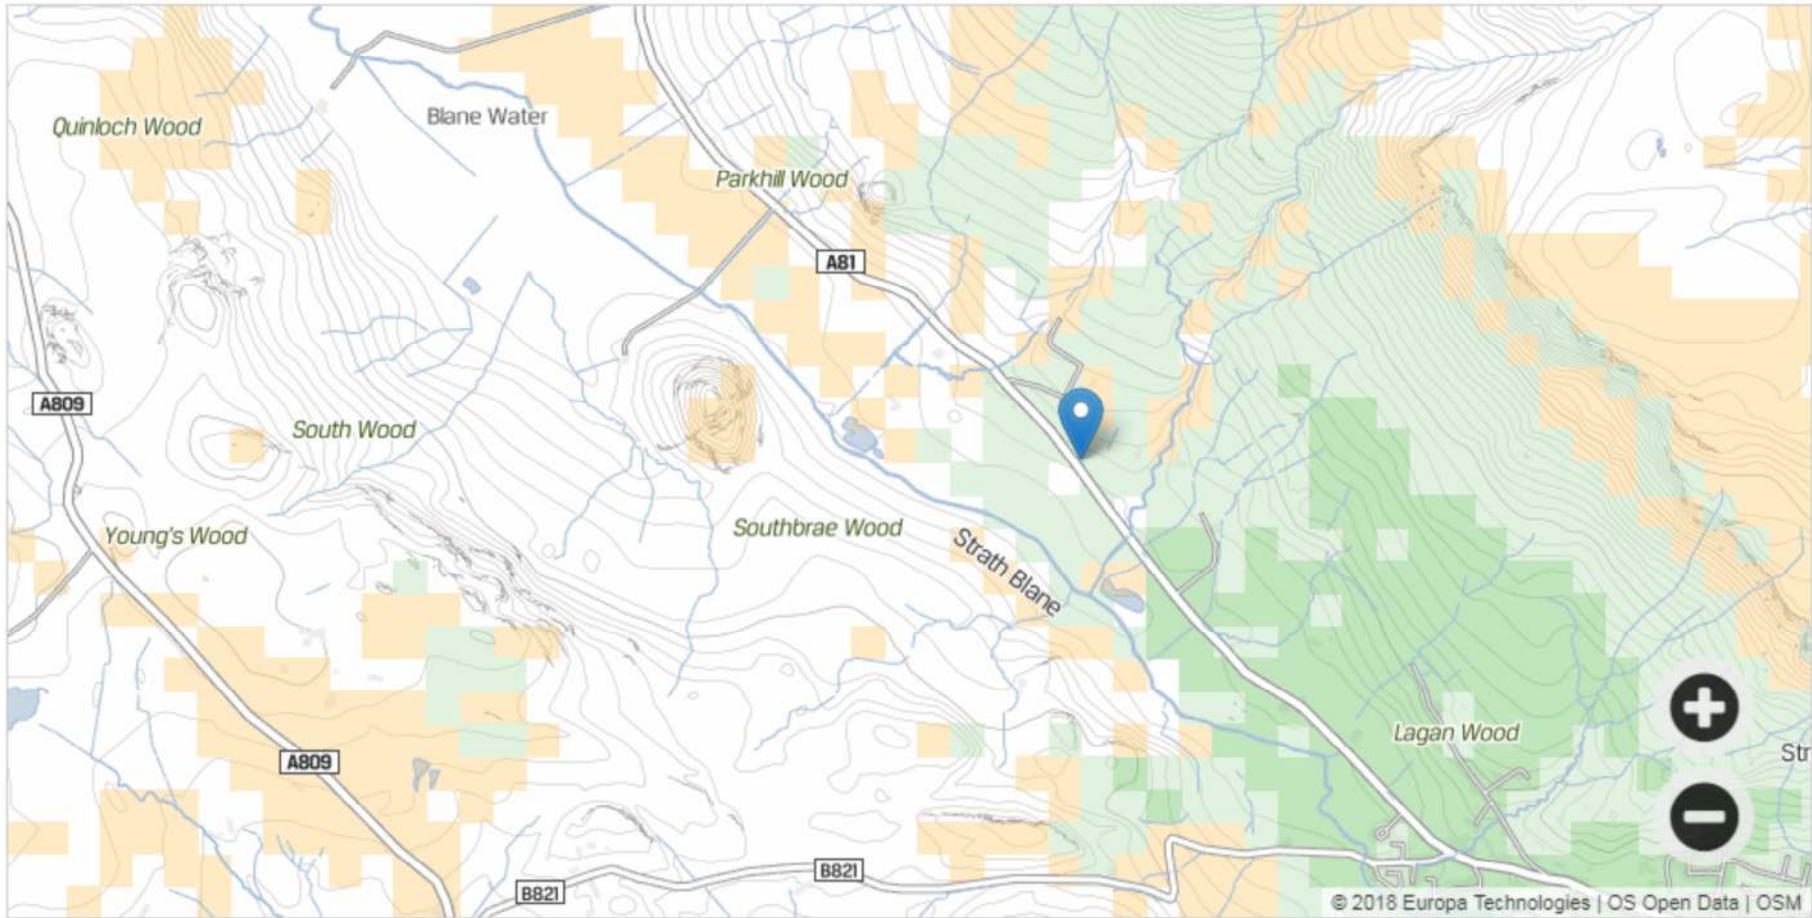 Blane Water
Quinloch Wood
Parkhill Wood
A81
A809
South Wood
Southbrae Wood
Young's Wood
Strath Blane
Lagan Wood
Str
A809
B821
B821
© 2018 Europa Technologies | OS Open Data | OSM